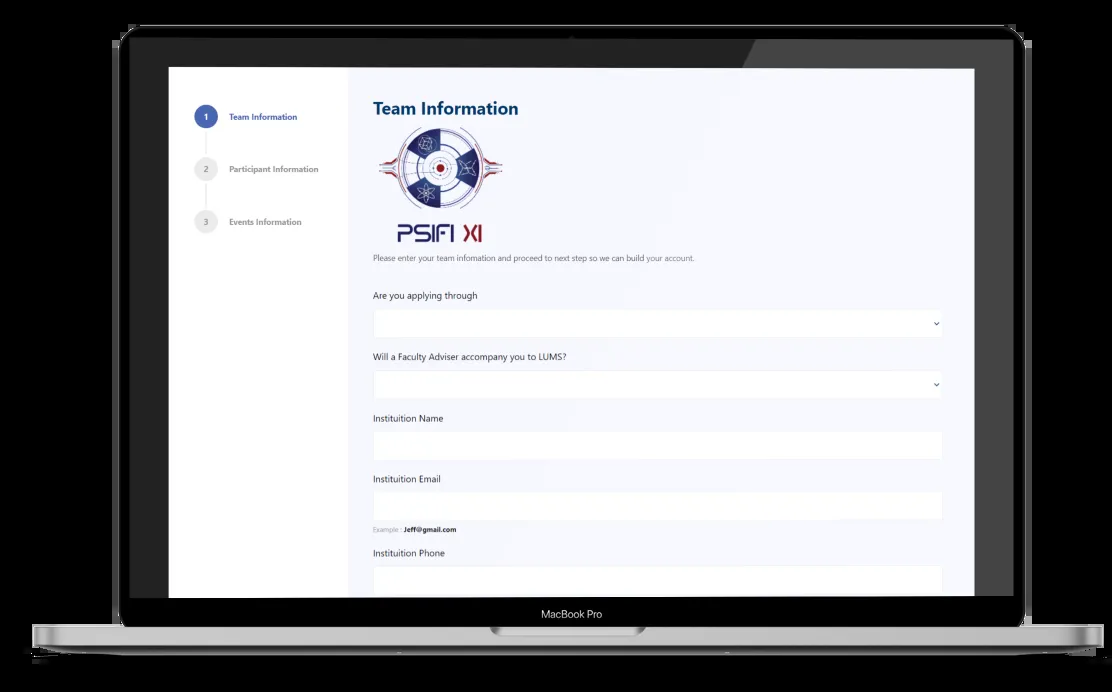 1 Team Information
2 Participant Information
3 Events Information
Team Information
PSIFI XI
Please enter your team infomation and proceed to next step so we can build your account.
Are you applying through
Will a Faculty Adviser accompany you to LUMS?
Instituition Name
Instituition Email
Example : Jeff@gmail.com
Instituition Phone
MacBook Pro